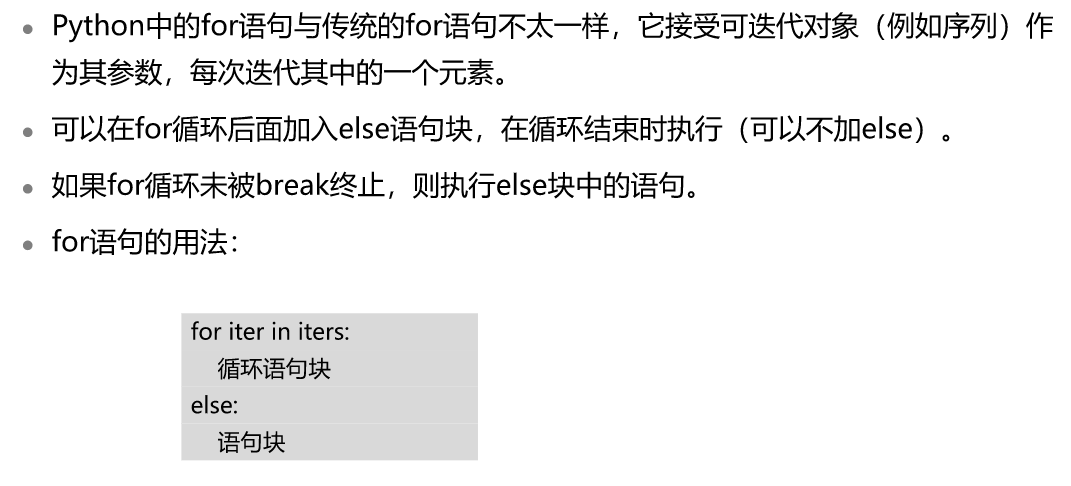 Python中的for语句与传统的for语句不太一样，它接受可迭代对象（例如序列）作
为其参数，每次迭代其中的一个元素。
可以在for循环后面加入else语句块，在循环结束时执行（可以不加else）。
如果for循环未被break终止，则执行else块中的语句。
for语句的用法：
for iter in iters:
循环语句块
else:
语句块